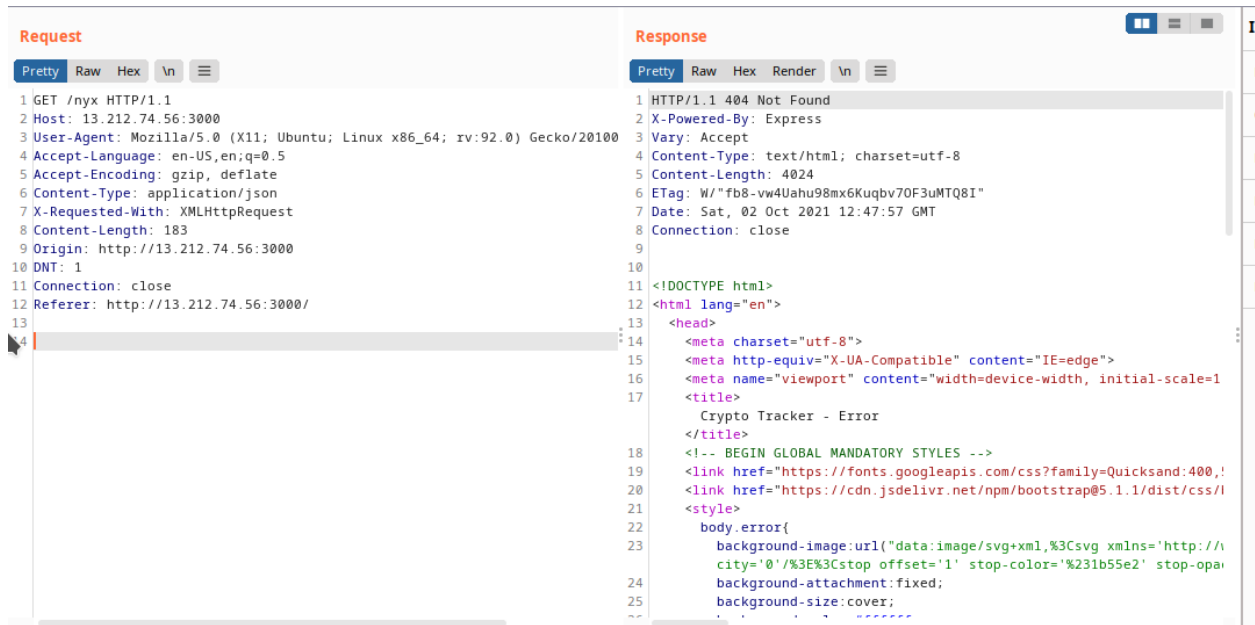 Request
Pretty Raw Hex \n
1 GET /nyx HTTP/1.1
2 Host: 13.212.74.56:3000
3 User-Agent: Mozilla/5.0 (X11; Ubuntu; Linux x86_64; rv:92.0) Gecko/20100
4 Accept-Language: en-US,en;q=0.5
5 Accept-Encoding: gzip, deflate
6 Content-Type: application/json
7 X-Requested-With: XMLHttpRequest
8 Content-Length: 183
9 Origin: http://13.212.74.56:3000
10 DNT: 1
11 Connection: close
12 Referer: http://13.212.74.56:3000/
13
14
Response
Pretty Raw Hex Render \n
1 HTTP/1.1 404 Not Found
2 X-Powered-By: Express
3 Vary: Accept
4 Content-Type: text/html; charset=utf-8
5 Content-Length: 4024
6 ETag: W/"fb8-vw4Uahu98mx6Kuqbv7OF3uMTQ8I"
7 Date: Sat, 02 Oct 2021 12:47:57 GMT
8 Connection: close
9
10
11 <!DOCTYPE html>
12 <html lang="en">
13 <head>
14 <meta charset="utf-8">
15 <meta http-equiv="X-UA-Compatible" content="IE=edge">
16 <meta name="viewport" content="width=device-width, initial-scale=1
17 <title>
Crypto Tracker - Error
</title>
18 <!-- BEGIN GLOBAL MANDATORY STYLES -->
19 <link href="https://fonts.googleapis.com/css?family=Quicksand:400,
20 <link href="https://cdn.jsdelivr.net/npm/bootstrap@5.1.1/dist/css/
21 <style>
22 body.error{
23 background-image:url("data:image/svg+xml,%3Csvg xmlns='http://
city='0'/%3E%3Cstop offset='1' stop-color='%231b55e2' stop-opa
24 background-attachment:fixed;
25 background-size:cover;